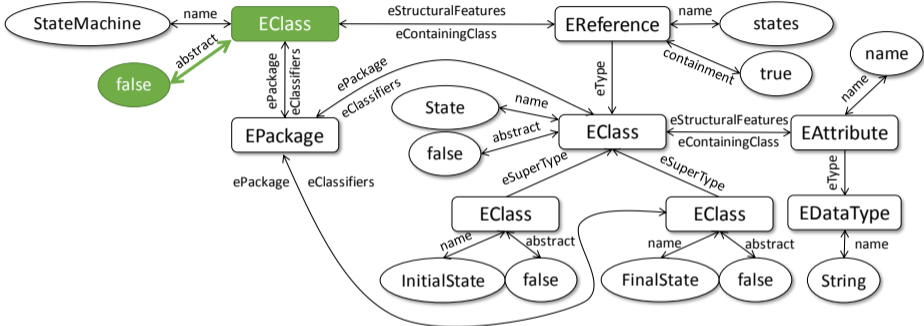 StateMachine
name
EClass
eStructuralFeatures
eContainingClass
EReference
name
states
abstract
false
ePackage
eClassifiers
ePackage
eClassifiers
eType
containment
true
name
name
State
name
false
abstract
EPackage
EClass
eStructuralFeatures
eContainingClass
EAttribute
ePackage
eClassifiers
eSuperType
eSuperType
eType
EClass
EClass
EDataType
name
abstract
name
abstract
name
InitialState
false
FinalState
false
String